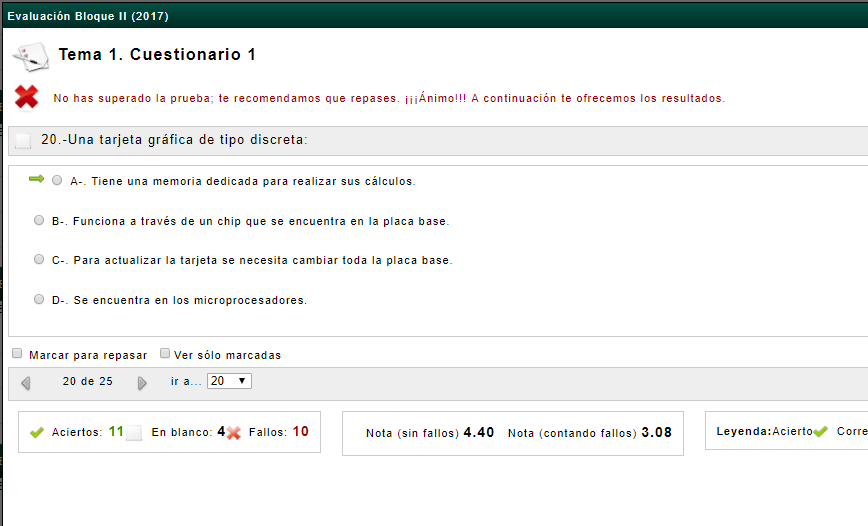 Evaluación Bloque II (2017)
Tema 1. Cuestionario 1
No has superado la prueba; te recomendamos que repases. ¡¡¡Ánimo!!! A continuación te ofrecemos los resultados.
20.-Una tarjeta gráfica de tipo discreta:
A-. Tiene una memoria dedicada para realizar sus cálculos.
B-. Funciona a través de un chip que se encuentra en la placa base.
C-. Para actualizar la tarjeta se necesita cambiar toda la placa base.
D-. Se encuentra en los microprocesadores.
Marcar para repasar Ver sólo marcadas
20 de 25 ir a... 20
Aciertos: 11 En blanco: 4 Fallos: 10 Nota (sin fallos) 4.40 Nota (contando fallos) 3.08 Leyenda:Acierto Corre